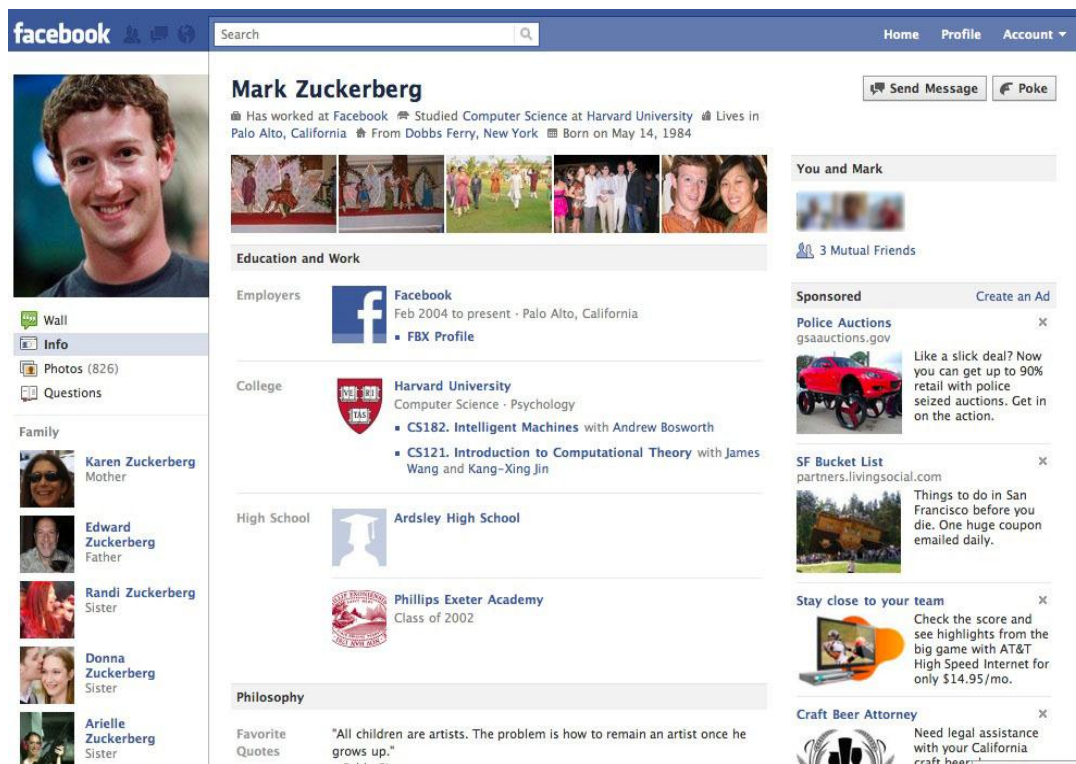 facebook
Search
Home Profile Account
Mark Zuckerberg
Has worked at Facebook Studied Computer Science at Harvard University Lives in
Palo Alto, California From Dobbs Ferry, New York Born on May 14, 1984
Send Message
Poke
Wall
Info
Photos (826)
Questions
Family
Karen Zuckerberg
Mother
Edward
Zuckerberg
Father
Randi Zuckerberg
Sister
Donna
Zuckerberg
Sister
Arielle
Zuckerberg
Sister
Education and Work
Employers
Facebook
Feb 2004 to present · Palo Alto, California
FBX Profile
College
VE RI
TAS
Harvard University
Computer Science · Psychology
CS182. Intelligent Machines with Andrew Bosworth
CS121. Introduction to Computational Theory with James
Wang and Kang-Xing Jin
High School
Ardsley High School
Phillips Exeter Academy
Class of 2002
Philosophy
Favorite
Quotes
"All children are artists. The problem is how to remain an artist once he
grows up."
You and Mark
3 Mutual Friends
Sponsored
Create an Ad
Police Auctions
gsaauctions.gov
Like a slick deal? Now
you can get up to 90%
retail with police
seized auctions. Get in
on the action.
SF Bucket List
partners.livingsocial.com
Things to do in San
Francisco before you
die. One huge coupon
emailed daily.
Stay close to your team
Check the score and
see highlights from the
big game with AT&T
High Speed Internet for
only $14.95/mo.
Craft Beer Attorney
Need legal assistance
with your California
craft beer